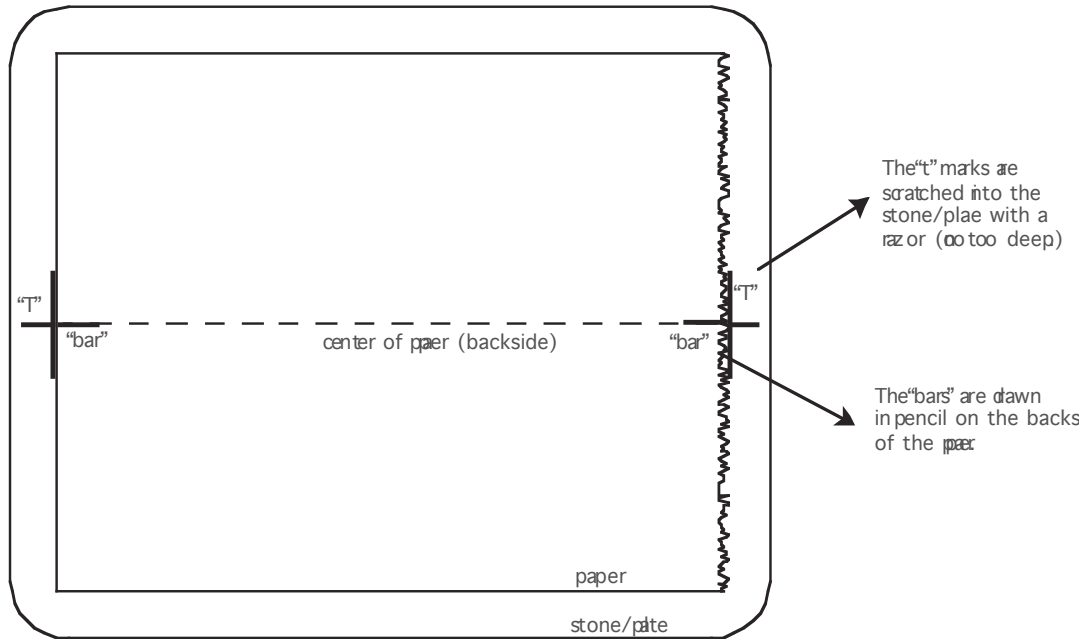 The “t” marks are
scratched into the
stone/plate with a
razor (no too deep.)
“T”
“T”
“bar”
center of paper (backside)
“bar”
The “bars” are drawn
in pencil on the backs
of the paper.
paper
stone/plate